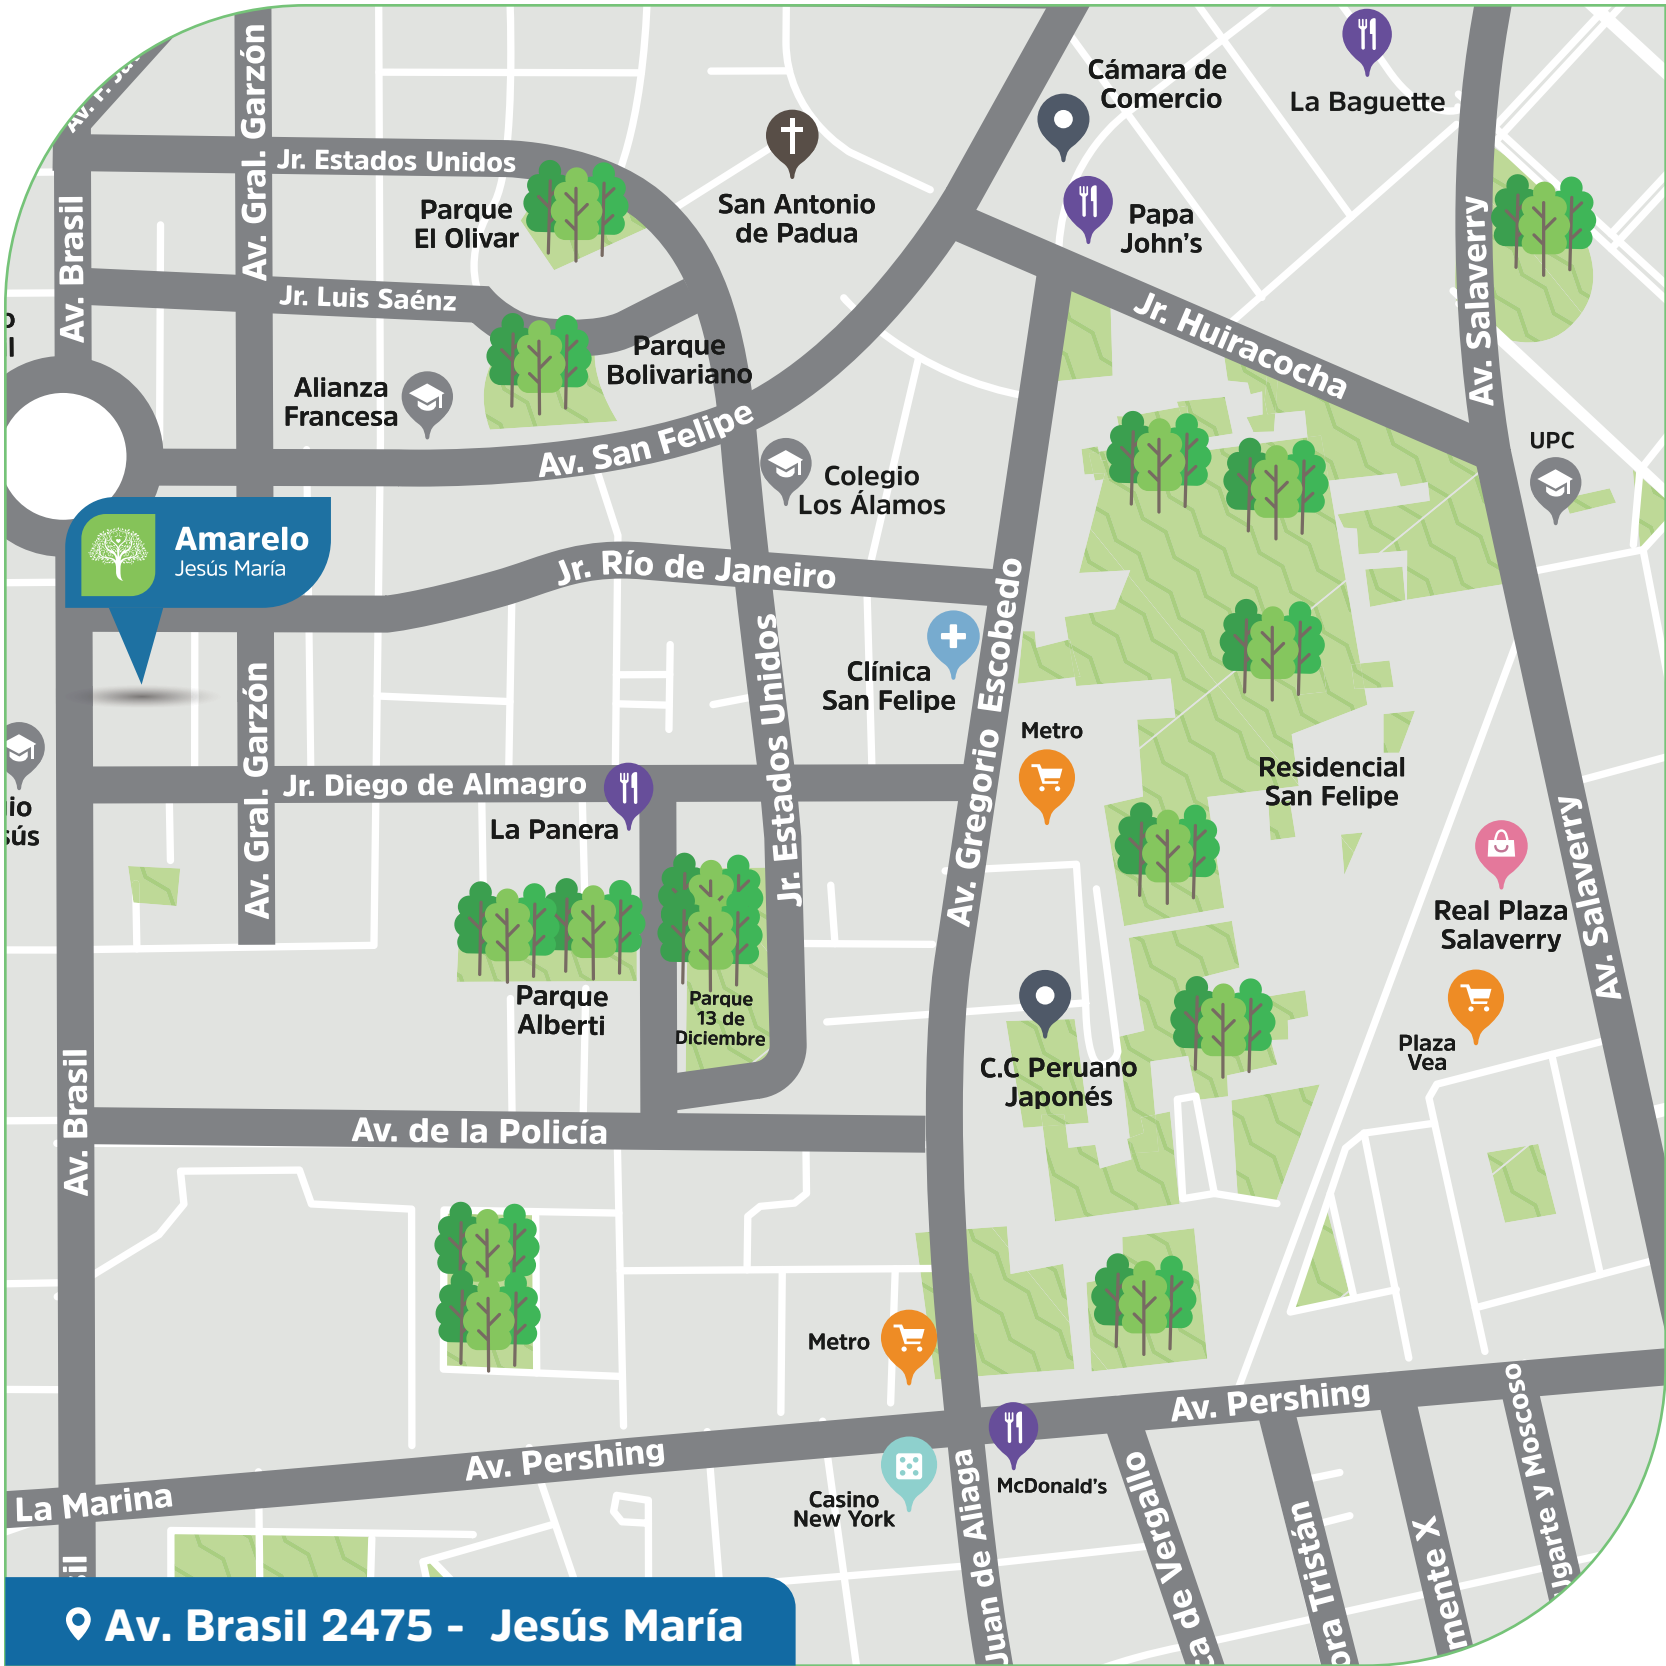 Av. Gral. Garzón
Jr. Estados Unidos
Av. Brasil
Parque
El Olivar
San Antonio
de Padua
Cámara de
Comercio
La Baguette
Papa
John's
Jr. Luis Saénz
Jr. Huiracocha
Av. Salaverry
Parque
Bolivariano
Alianza
Francesa
Av. San Felipe
Colegio
Los Álamos
UPC
Amarelo
Jesús María
Jr. Río de Janeiro
Av. Gregorio Escobedo
Jr. Estados Unidos
Clínica
San Felipe
Metro
Residencial
San Felipe
Av. Gral. Garzón
Jr. Diego de Almagro
La Panera
Real Plaza
Salaverry
Av. Salaverry
Parque
Alberti
Parque
13 de
Diciembre
Plaza
Vea
C.C Peruano
Japonés
Av. Brasil
Av. de la Policía
Metro
Av. Pershing
Av. Pershing
La Marina
Casino
New York
McDonald's
Juan de Aliaga
de Vergallo
Tristán
X
y Moscoso
Av. Brasil 2475 - Jesús María